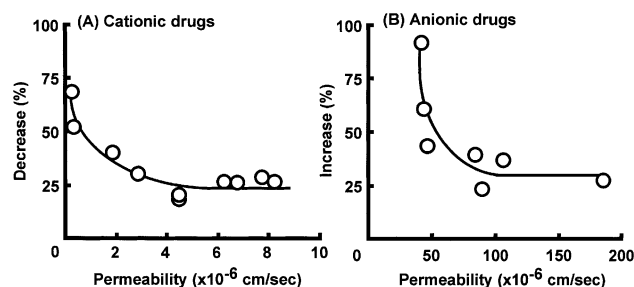 (A) Cationic drugs
100
75
50
25
0
Decrease (%)
0 2 4 6 8 10
Permeability (x10-6 cm/sec)
(B) Anionic drugs
100
75
50
25
0
Increase (%)
50 100 150 200
Permeability (x10-6 cm/sec)